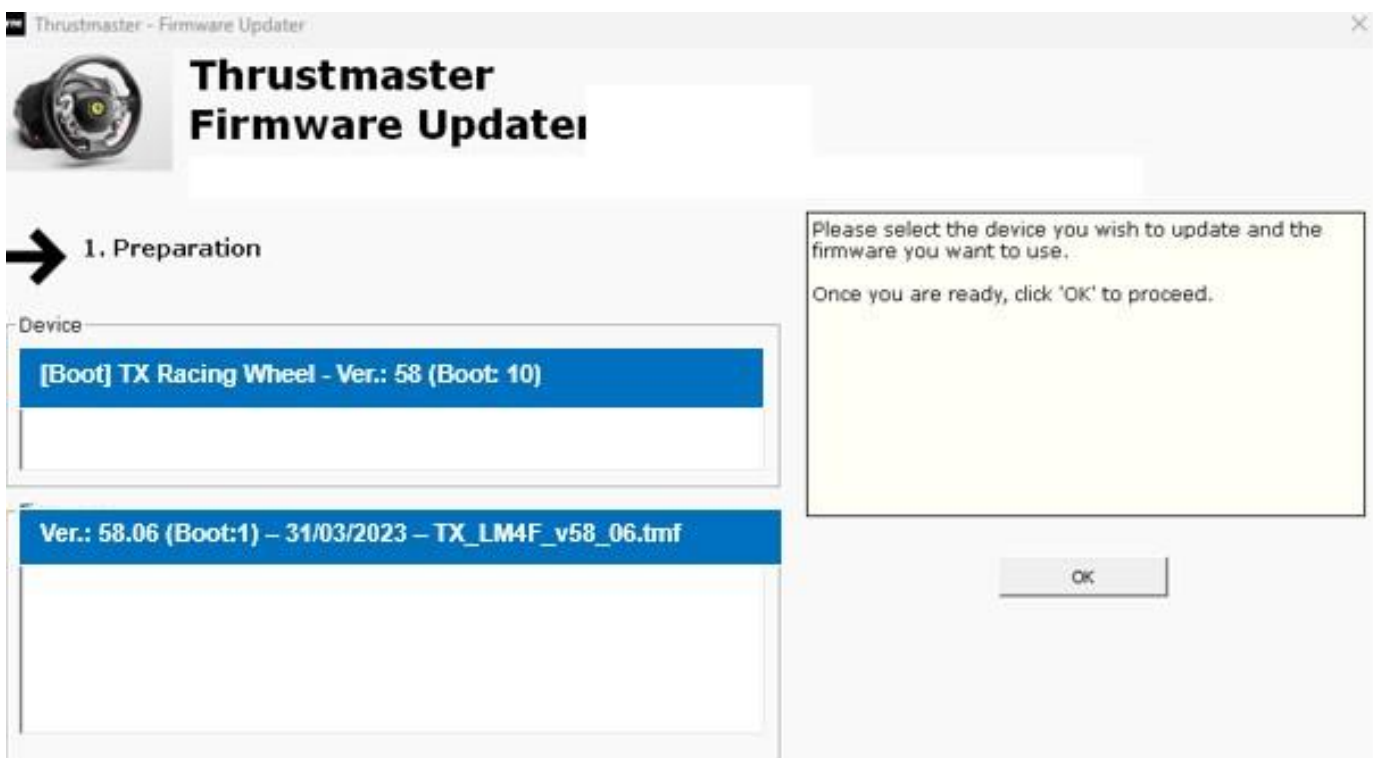 Thrustmaster - Firmware Updater
Thrustmaster
Firmware Updater
1. Preparation
Please select the device you wish to update and the
firmware you want to use.
Once you are ready, click 'OK' to proceed.
Device
[Boot] TX Racing Wheel - Ver.: 58 (Boot: 10)
Ver.: 58.06 (Boot:1) – 31/03/2023 – TX_LM4F_v58_06.tmf
OK